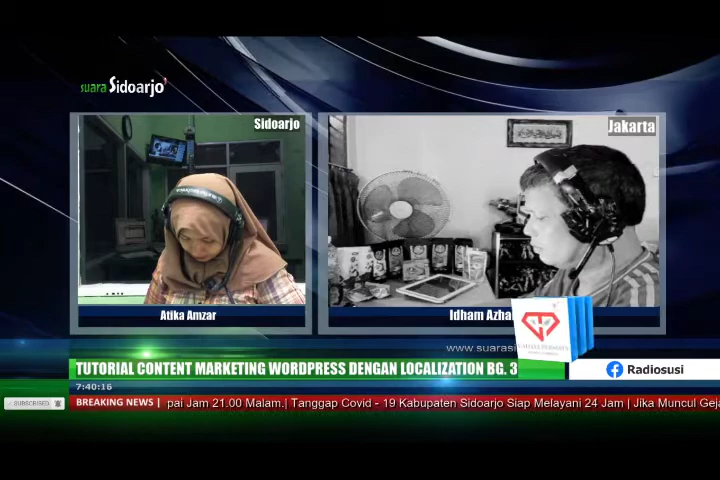 suara Sidoarjo
Sidoarjo
Jakarta
Atika Amzar
Idham Azha
www.suarasi
TUTORIAL CONTENT MARKETING WORDPRESS DENGAN LOCALIZATION BG. 3
Radiosusi
7:40:16
SUBSCRIBED
BREAKING NEWS | pai Jam 21.00 Malam.| Tanggap Covid - 19 Kabupaten Sidoarjo Siap Melayani 24 Jam | Jika Muncul Geja